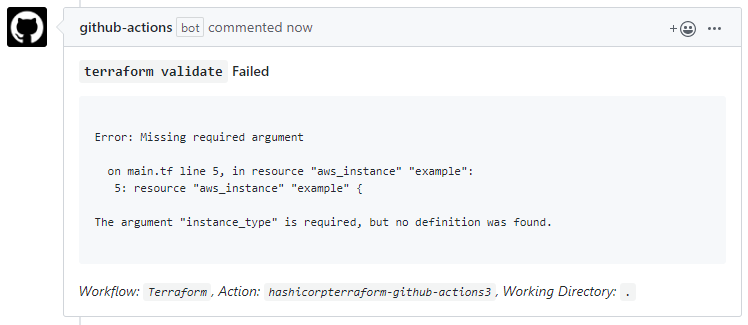 github-actions bot commented now
terraform validate Failed
Error: Missing required argument
on main.tf line 5, in resource "aws_instance" "example":
5: resource "aws_instance" "example" {
The argument "instance_type" is required, but no definition was found.
Workflow: Terraform, Action: hashicorpterraform-github-actions3, Working Directory: .